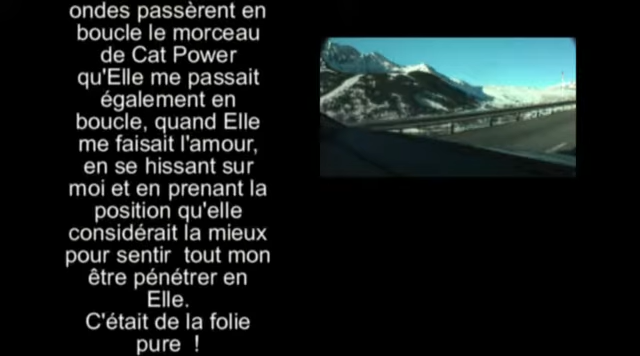 ondes passèrent en
boucle le morceau
de Cat Power
qu'Elle me passait
également en
boucle, quand Elle
me faisait l'amour,
en se hissant sur
moi et en prenant la
position qu'elle
considérait la mieux
pour sentir  tout mon
être pénétrer en
Elle.
C'était de la folie
pure  !